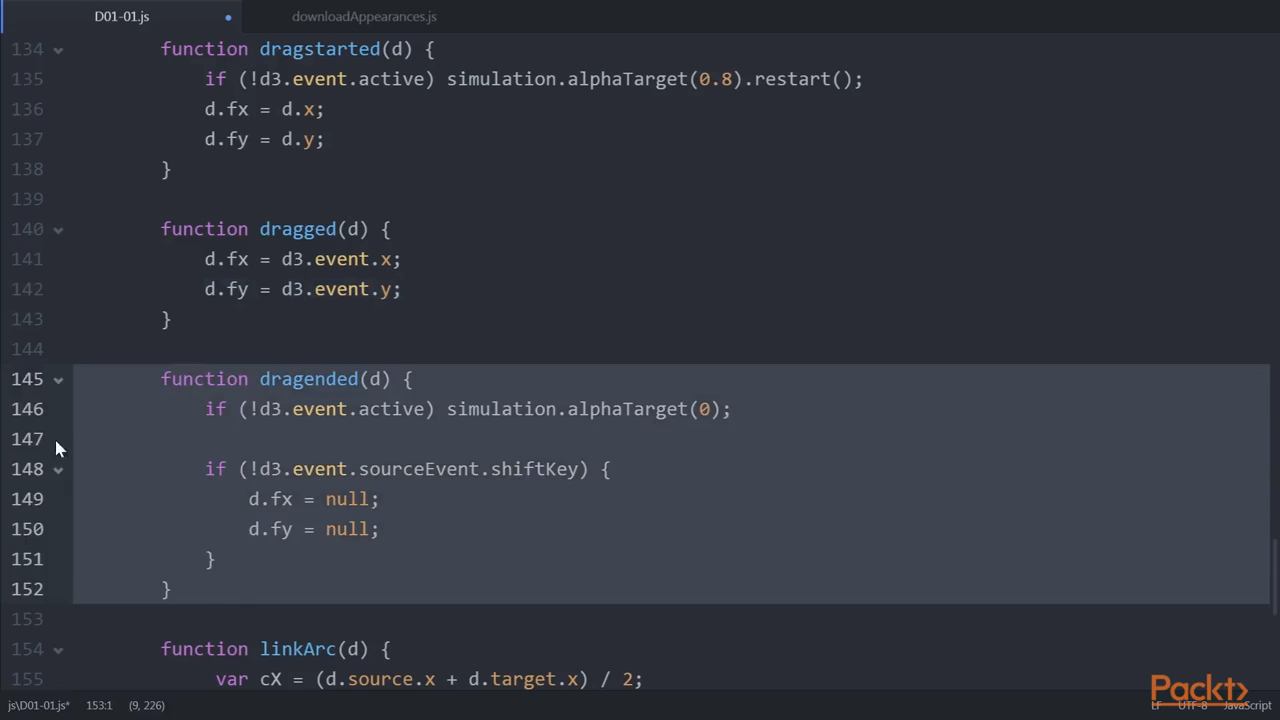 D01-01.js
downloadAppearances.js
134 function dragstarted(d) {
135 if (!d3.event.active) simulation.alphaTarget(0.8).restart();
136 d.fx = d.x;
137 d.fy = d.y;
138 }
139
140 function dragged(d) {
141 d.fx = d3.event.x;
142 d.fy = d3.event.y;
143 }
144
145 function dragended(d) {
146 if (!d3.event.active) simulation.alphaTarget(0);
147
148 if (!d3.event.sourceEvent.shiftKey) {
149 d.fx = null;
150 d.fy = null;
151 }
152 }
153
154 function linkArc(d) {
155 var cX = (d.source.x + d.target.x) / 2;
Packt>
js\D01-01.js* 153:1 (9, 226) LF UTF-8 JavaScript